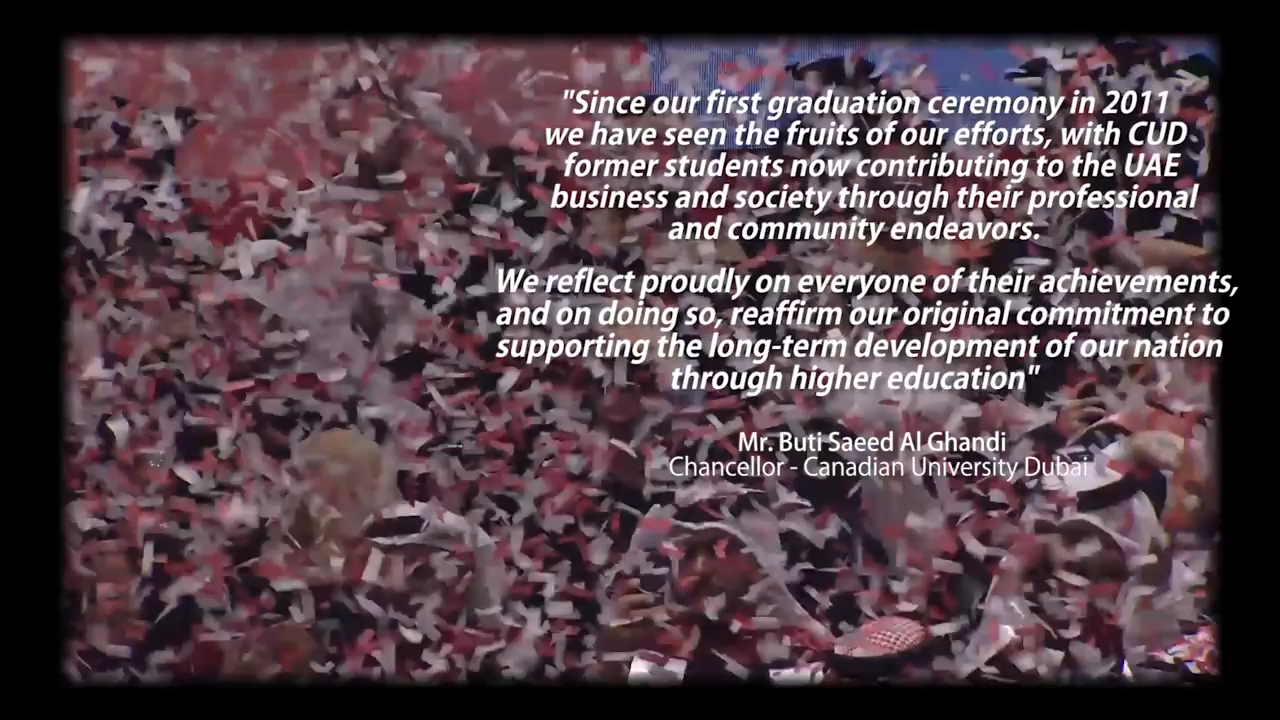 "Since our first graduation ceremony in 2011
we have seen the fruits of our efforts, with CUD
former students now contributing to the UAE
business and society through their professional
and community endeavors.
We reflect proudly on everyone of their achievements,
and on doing so, reaffirm our original commitment to
supporting the long-term development of our nation
through higher education"
Mr. Buti Saeed Al Ghandi
Chancellor - Canadian University Dubai